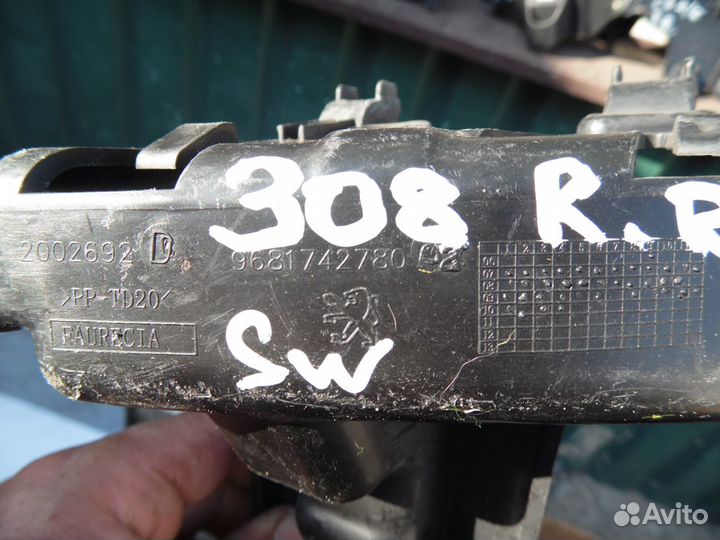 308 R.R
2002692 D
9681742780
>PP-TD20<
FAURECIA
SW
Avito